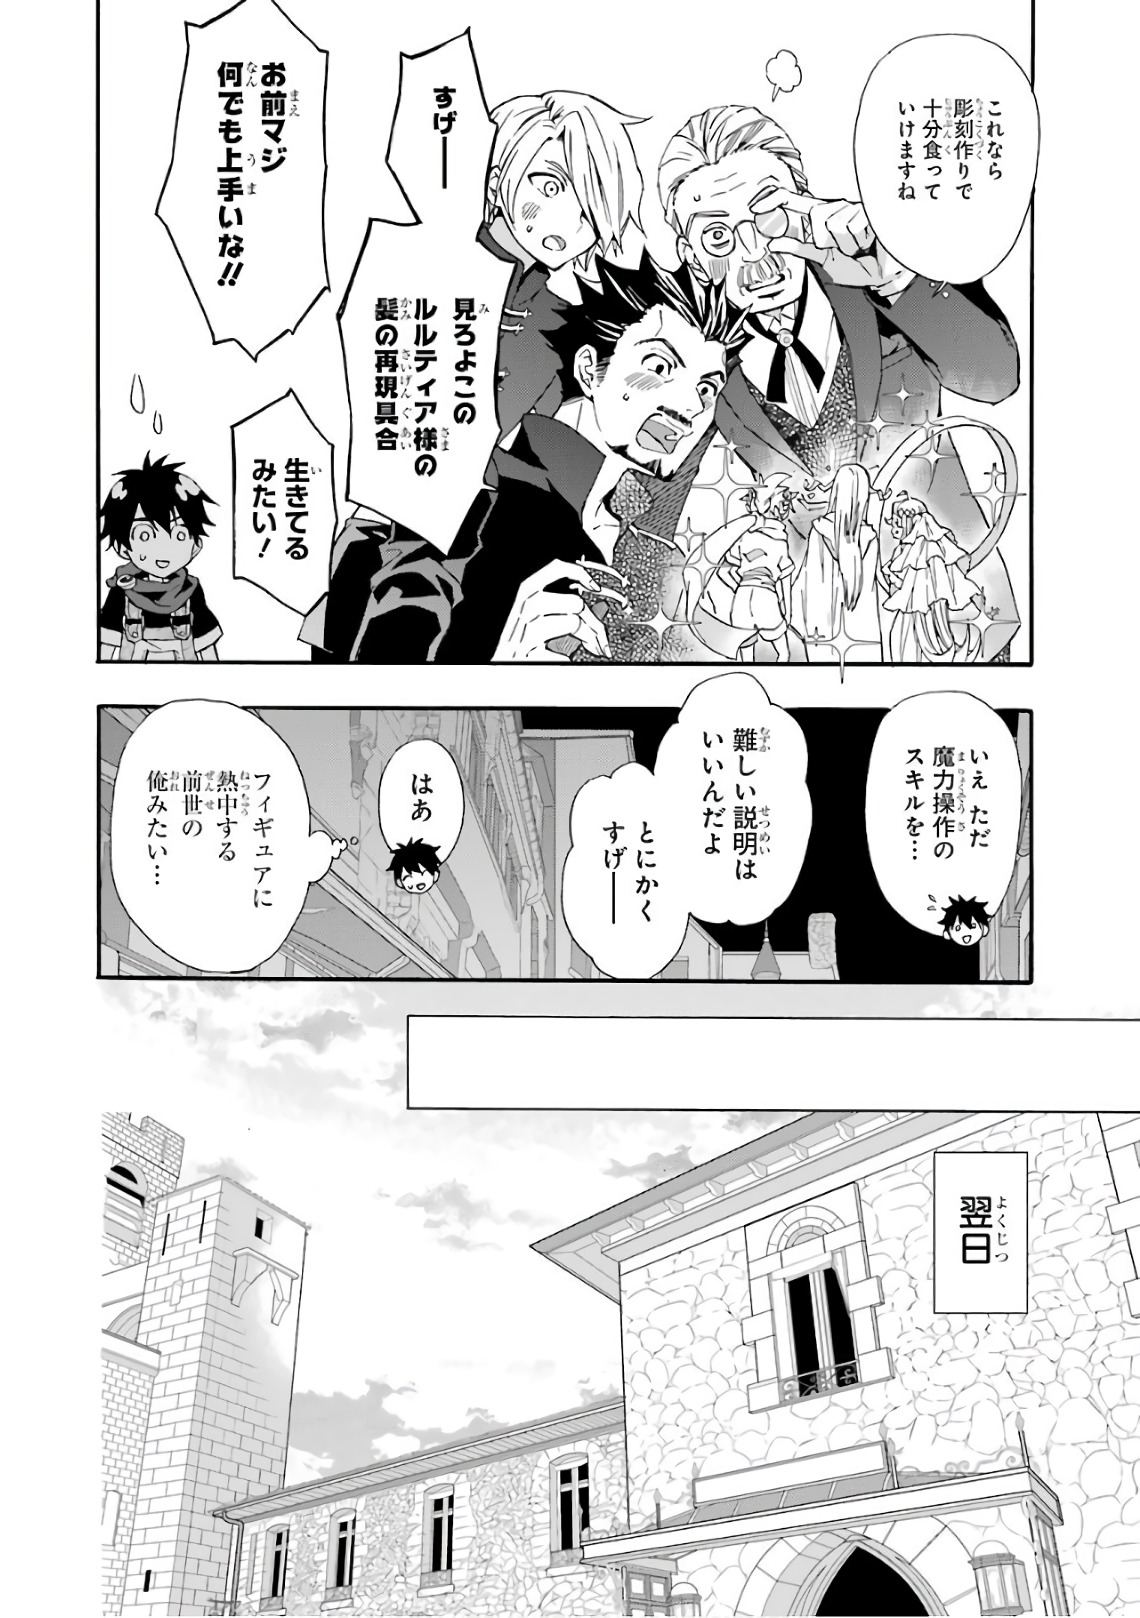 これなら
彫刻作りで
十分食って
いけますね
すげ――
見ろよこの
ルルティア様の
髪の再現具合
お前マジ
何でも上手いな!!
生きてる
みたい!
いえ ただ
魔力操作の
スキルを…
難しい説明は
いいんだよ
とにかく
すげ――
はあ
フィギュアに
熱中する
前世の
俺みたい…
翌日